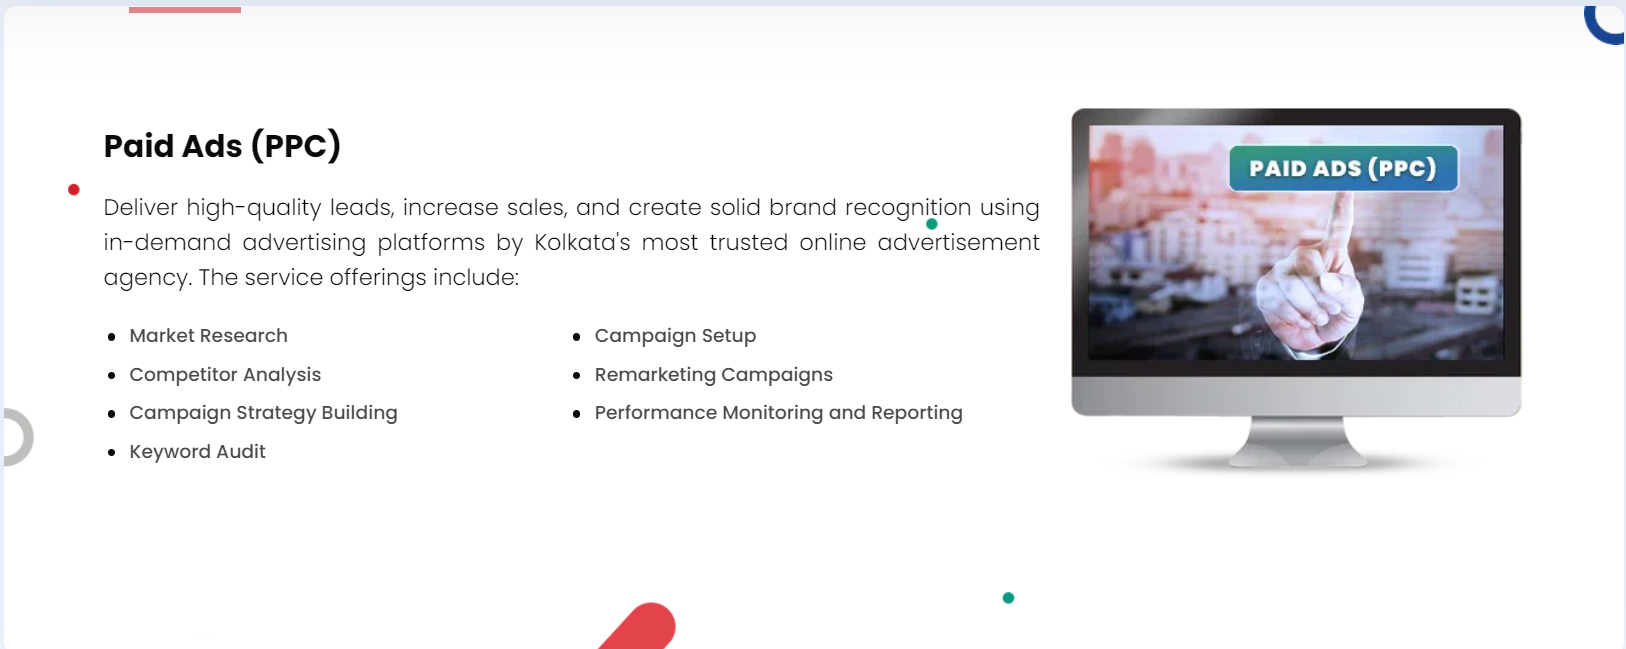 Paid Ads (PPC)
Deliver high-quality leads, increase sales, and create solid brand recognition using
in-demand advertising platforms by Kolkata's most trusted online advertisement
agency. The service offerings include:
Market Research
Competitor Analysis
Campaign Strategy Building
Keyword Audit
Campaign Setup
Remarketing Campaigns
Performance Monitoring and Reporting
PAID ADS (PPC)